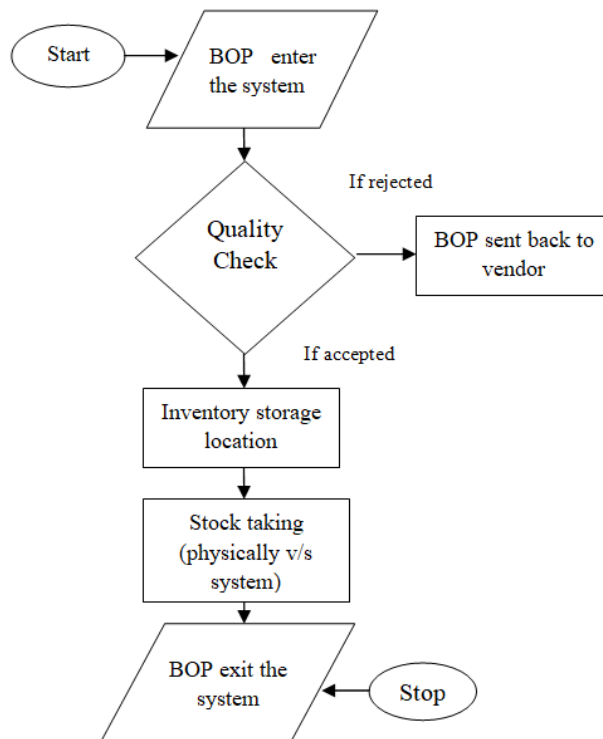 Start
BOP enter
the system
If rejected
Quality
Check
BOP sent back to
vendor
If accepted
Inventory storage
location
Stock taking
(physically v/s
system)
BOP exit the
system
Stop